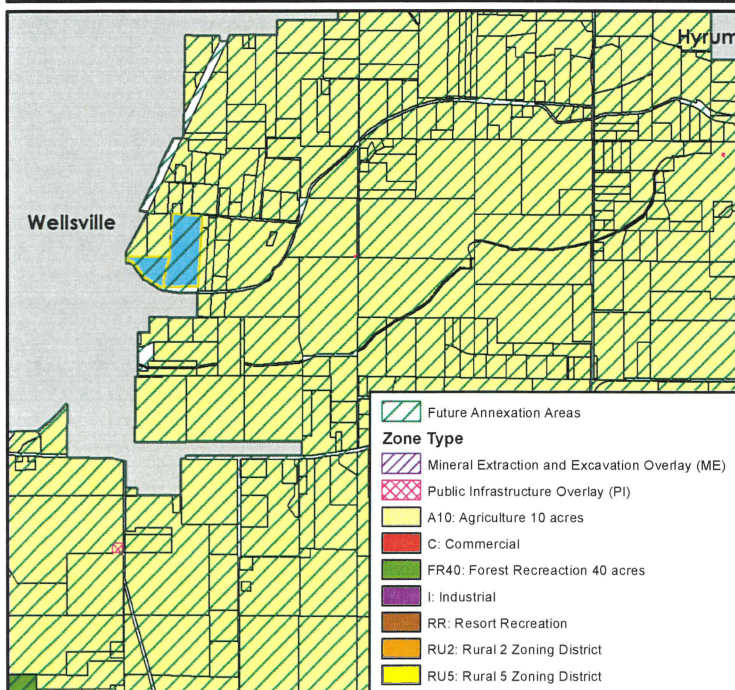 Hyrum
Wellsville
Future Annexation Areas
Zone Type
Mineral Extraction and Excavation Overlay (ME)
Public Infrastructure Overlay (PI)
A10: Agriculture 10 acres
C: Commercial
FR40: Forest Recreaction 40 acres
I: Industrial
RR: Resort Recreation
RU2: Rural 2 Zoning District
RU5: Rural 5 Zoning District